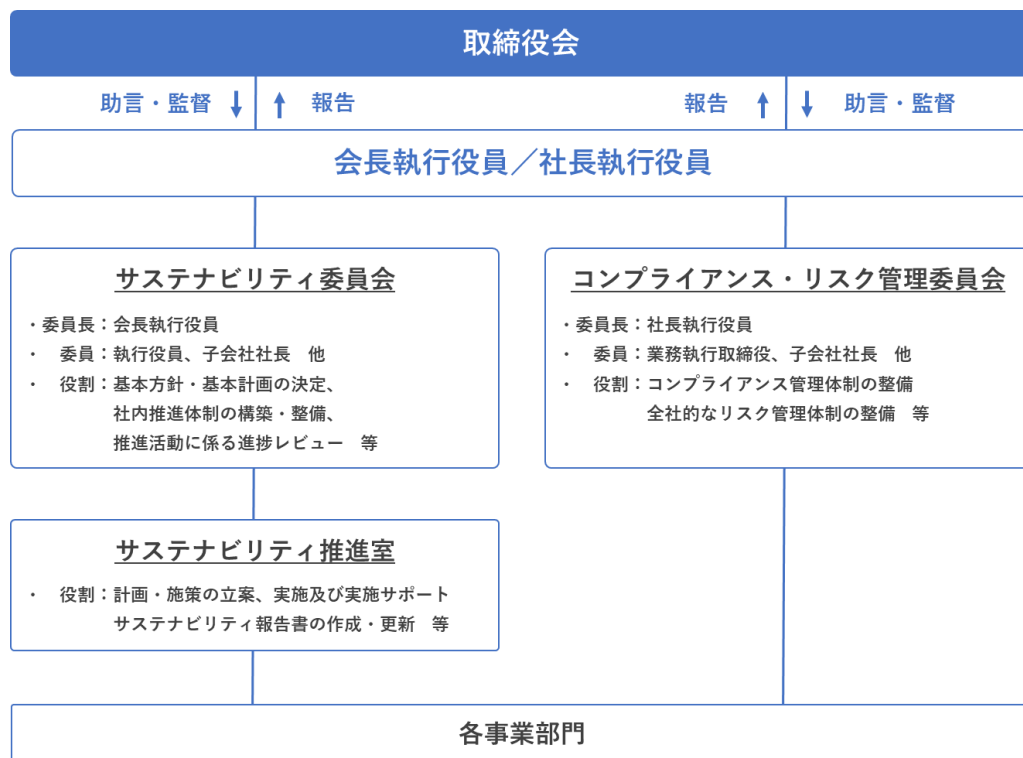 取締役会
助言・監督 ↓ ↑ 報告
報告 ↑ ↓ 助言・監督
会長執行役員／社長執行役員
サステナビリティ委員会
・委員長：会長執行役員
・　委員：執行役員、子会社社長　他
・　役割：基本方針・基本計画の決定、
社内推進体制の構築・整備、
推進活動に係る進捗レビュー　等
コンプライアンス・リスク管理委員会
・委員長：社長執行役員
・　委員：業務執行取締役、子会社社長　他
・　役割：コンプライアンス管理体制の整備
全社的なリスク管理体制の整備　等
サステナビリティ推進室
・　役割：計画・施策の立案、実施及び実施サポート
サステナビリティ報告書の作成・更新　等
各事業部門